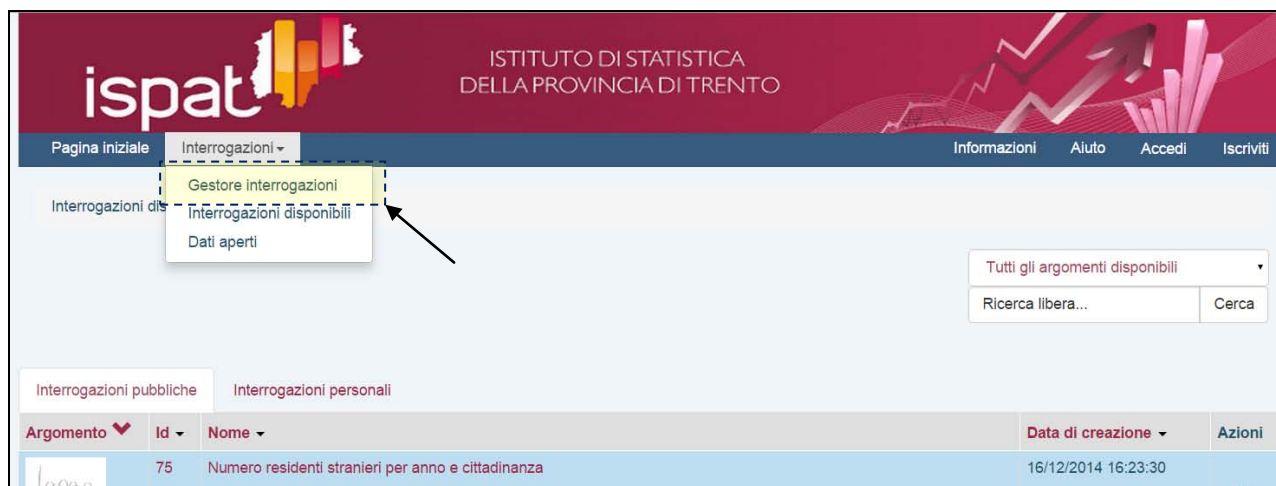 ispat
ISTITUTO DI STATISTICA
DELLA PROVINCIA DI TRENTO
Pagina iniziale Interrogazioni Informazioni Aiuto Accedi Iscriviti
Gestore interrogazioni
Interrogazioni dis
Interrogazioni disponibili
Dati aperti
Tutti gli argomenti disponibili
Ricerca libera... Cerca
Interrogazioni pubbliche Interrogazioni personali
Argomento Id Nome Data di creazione Azioni
75 Numero residenti stranieri per anno e cittadinanza 16/12/2014 16:23:30